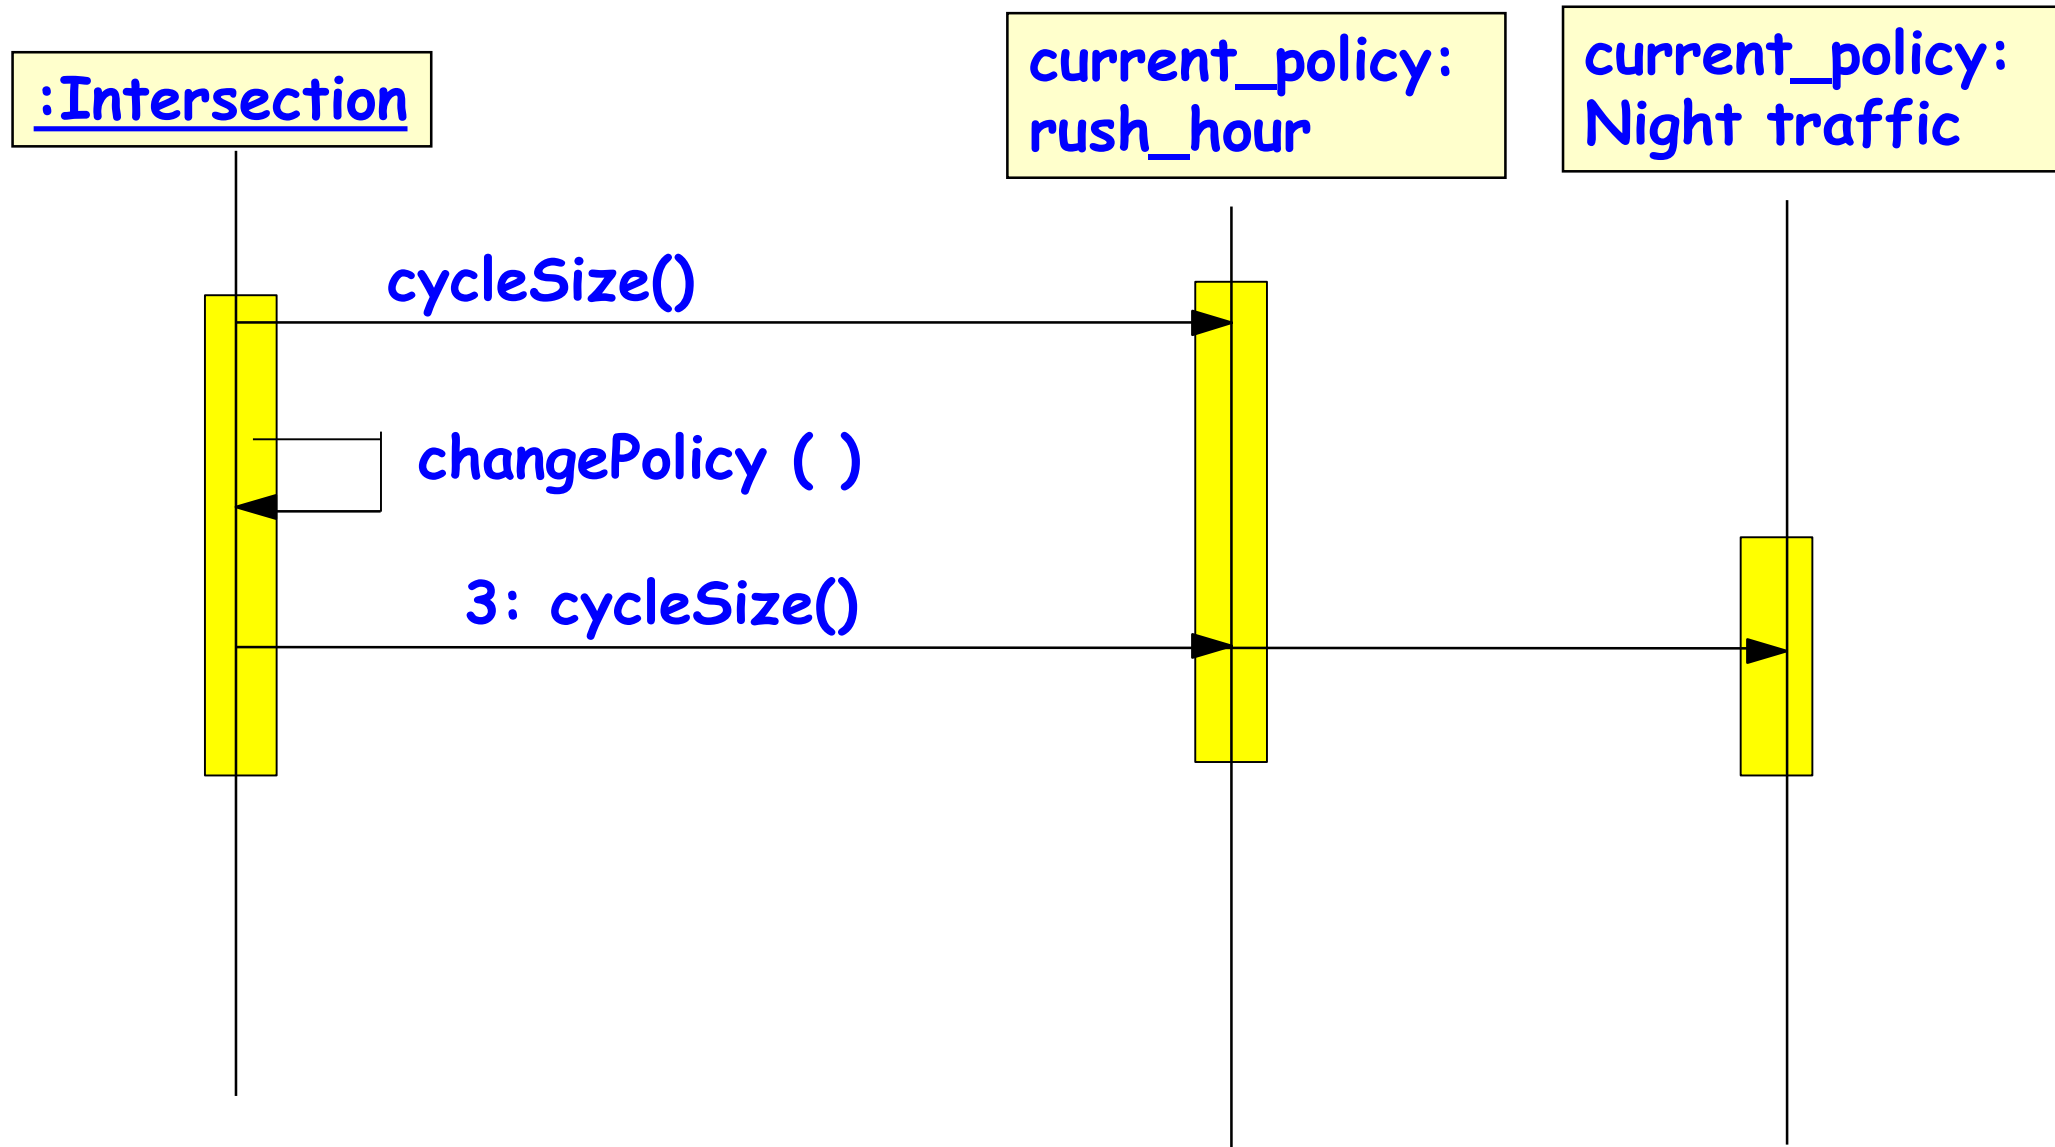 :Intersection
current_policy:
rush_hour
current_policy:
Night traffic
cycleSize()
changePolicy ( )
3: cycleSize()